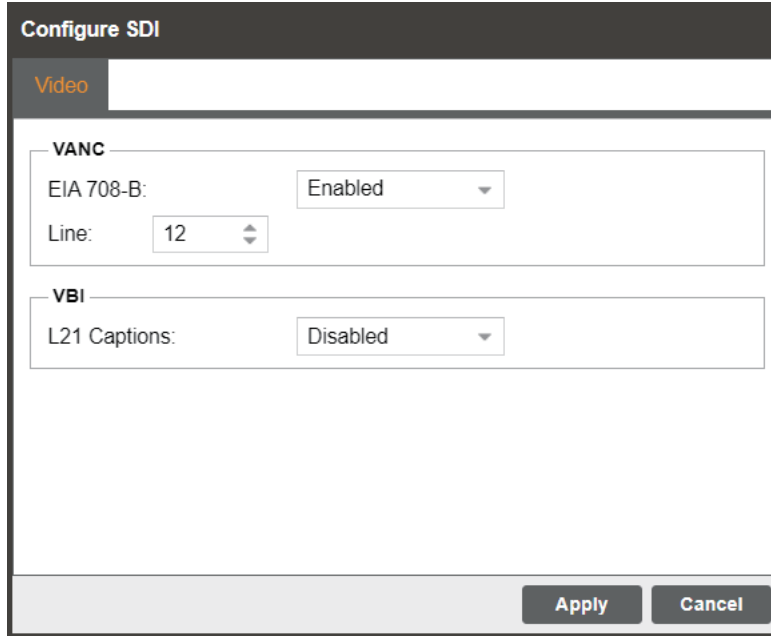 Configure SDI
Video
VANC
EIA 708-B: Enabled
Line: 12
VBI
L21 Captions: Disabled
Apply Cancel